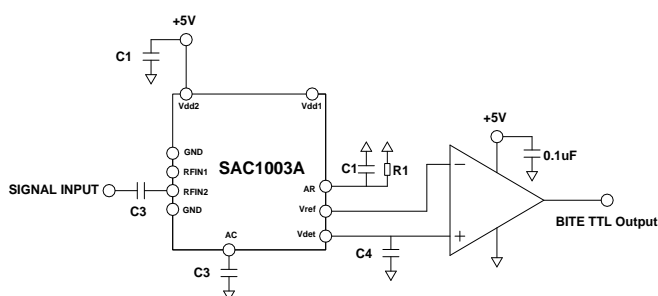 +5V
C1
Vdd2
Vdd1
GND
RFIN1
SAC1003A
SIGNAL INPUT
RFIN2
C3
GND
AR
C1
R1
Vref
AC
Vdet
C3
C4
+5V
0.1uF
−
+
BITE TTL Output